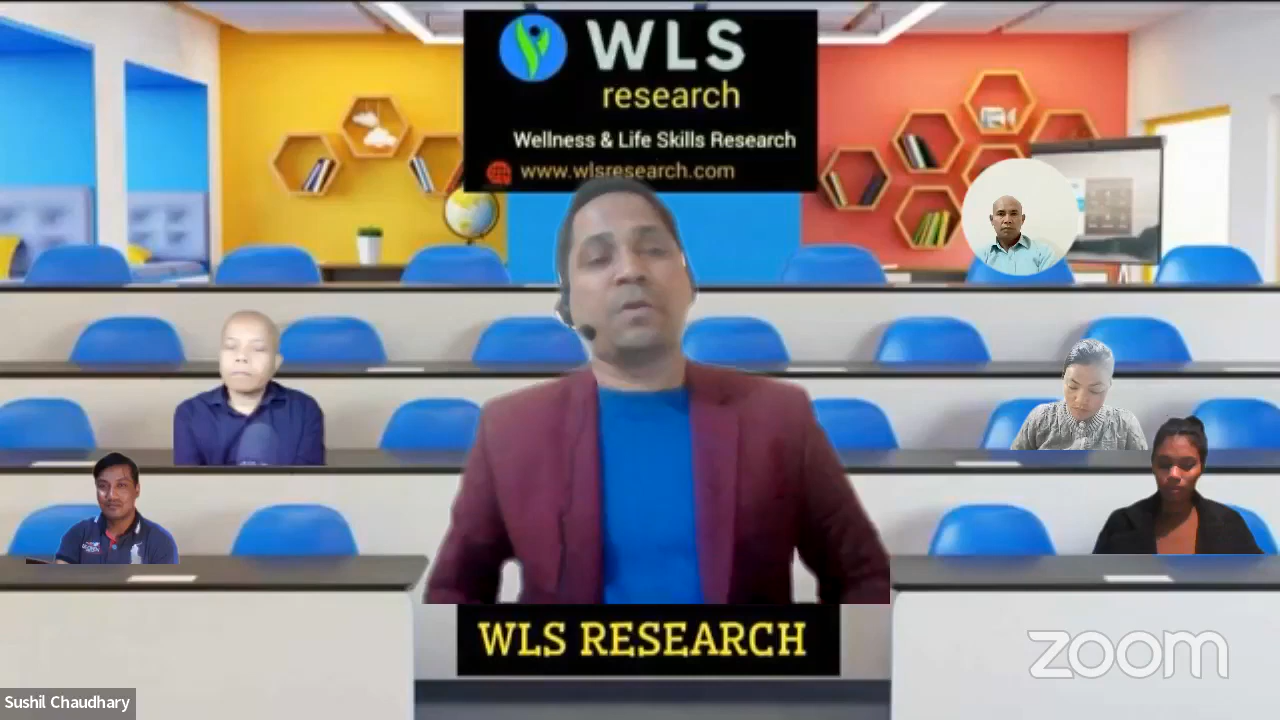 WLS
research
Wellness & Life Skills Research
www.wlsresearch.com
WLS RESEARCH
zoom
Sushil Chaudhary